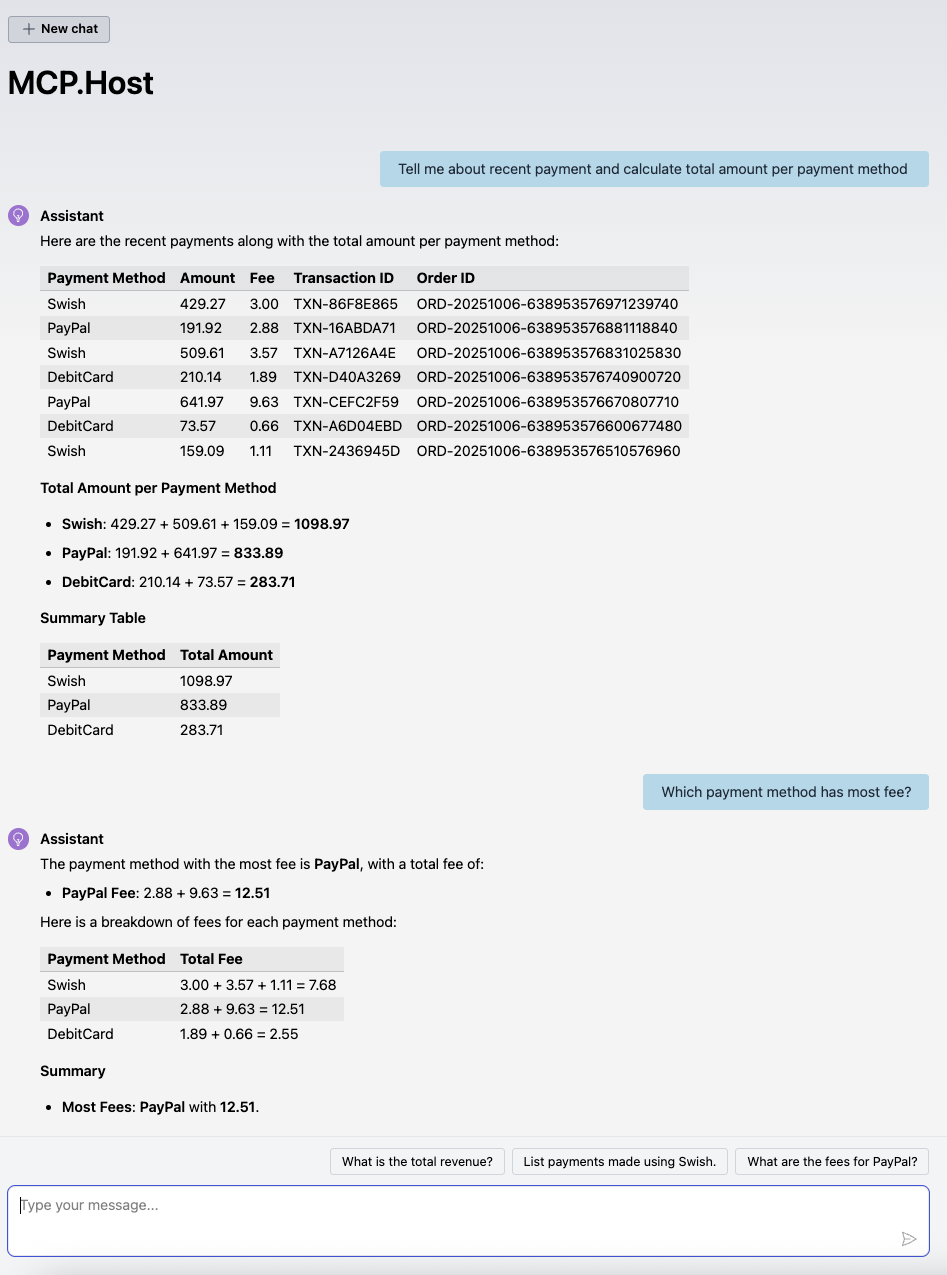 New chat
MCP.Host
Tell me about recent payment and calculate total amount per payment method
Assistant
Here are the recent payments along with the total amount per payment method:
Payment Method Amount Fee Transaction ID Order ID
Swish 429.27 3.00 TXN-86F8E865 ORD-20251006-638953576971239740
PayPal 191.92 2.88 TXN-16ABDA71 ORD-20251006-638953576881118840
Swish 509.61 3.57 TXN-A7126A4E ORD-20251006-638953576831025830
DebitCard 210.14 1.89 TXN-D40A3269 ORD-20251006-638953576740900720
PayPal 641.97 9.63 TXN-CEFC2F59 ORD-20251006-638953576670807710
DebitCard 73.57 0.66 TXN-A6D04EBD ORD-20251006-638953576600677480
Swish 159.09 1.11 TXN-2436945D ORD-20251006-638953576510576960
Total Amount per Payment Method
• Swish: 429.27 + 509.61 + 159.09 = 1098.97
• PayPal: 191.92 + 641.97 = 833.89
• DebitCard: 210.14 + 73.57 = 283.71
Summary Table
Payment Method Total Amount
Swish 1098.97
PayPal 833.89
DebitCard 283.71
Which payment method has most fee?
Assistant
The payment method with the most fee is PayPal, with a total fee of:
• PayPal Fee: 2.88 + 9.63 = 12.51
Here is a breakdown of fees for each payment method:
Payment Method Total Fee
Swish 3.00 + 3.57 + 1.11 = 7.68
PayPal 2.88 + 9.63 = 12.51
DebitCard 1.89 + 0.66 = 2.55
Summary
• Most Fees: PayPal with 12.51.
What is the total revenue? List payments made using Swish. What are the fees for PayPal?
Type your message...